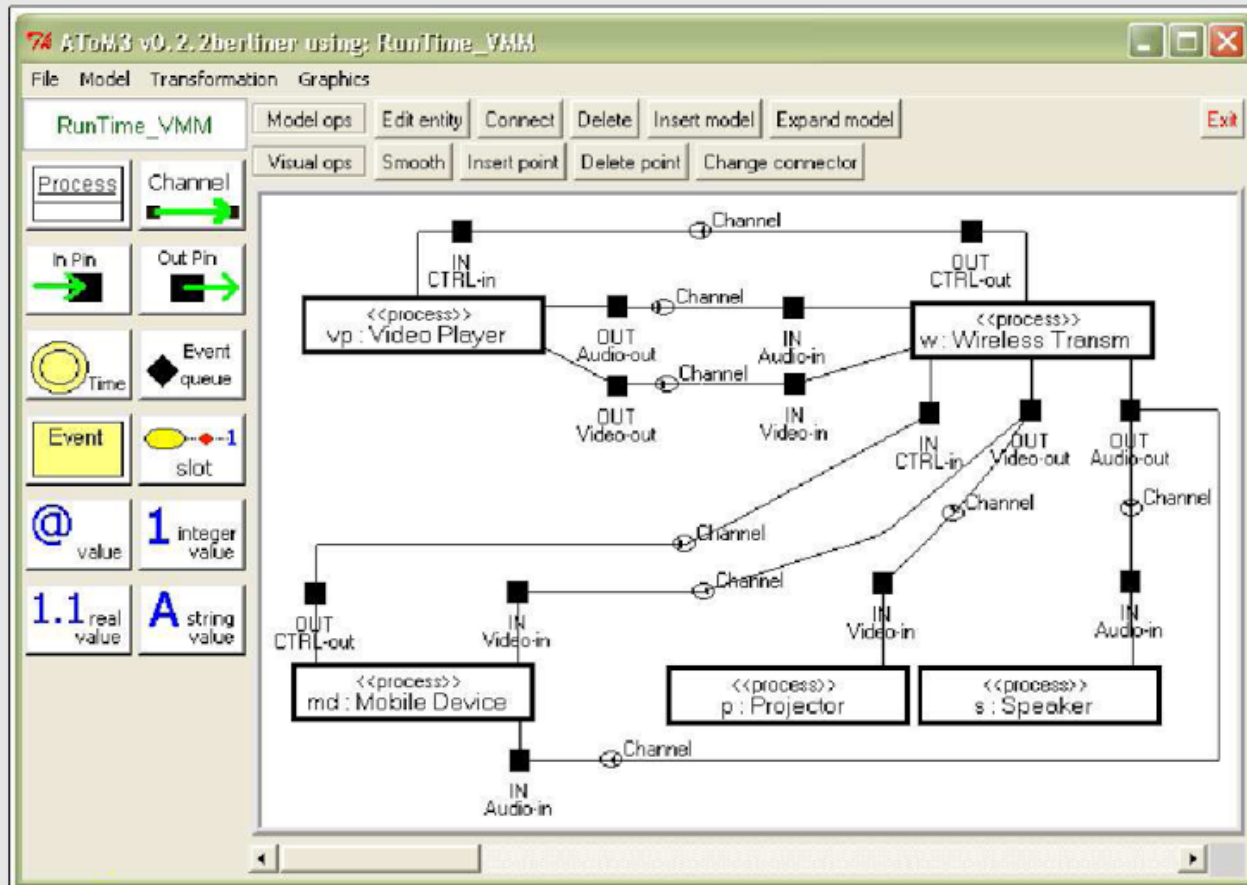 AToM3 v0.2.2berliner using: RunTime_VMM
File Model Transformation Graphics
RunTime_VMM
Model ops Edit entity Connect Delete Insert model Expand model Exit
Visual ops Smooth Insert point Delete point Change connector
Process
Channel
In Pin
Out Pin
Time
Event
queue
Event
slot
1
@
value
1 integer
value
1.1 real
value
A string
value
Channel
IN
CTRL-in
OUT
CTRL-out
<<process>>
vp : Video Player
Channel
OUT
Audio-out
IN
Audio-in
<<process>>
w : Wireless Transm
Channel
OUT
Video-out
IN
Video-in
IN
CTRL-in
OUT
Video-out
OUT
Audio-out
Channel
Channel
Channel
Channel
OUT
CTRL-out
IN
Video-in
IN
Video-in
IN
Audio-in
<<process>>
md : Mobile Device
<<process>>
p : Projector
<<process>>
s : Speaker
Channel
IN
Audio-in